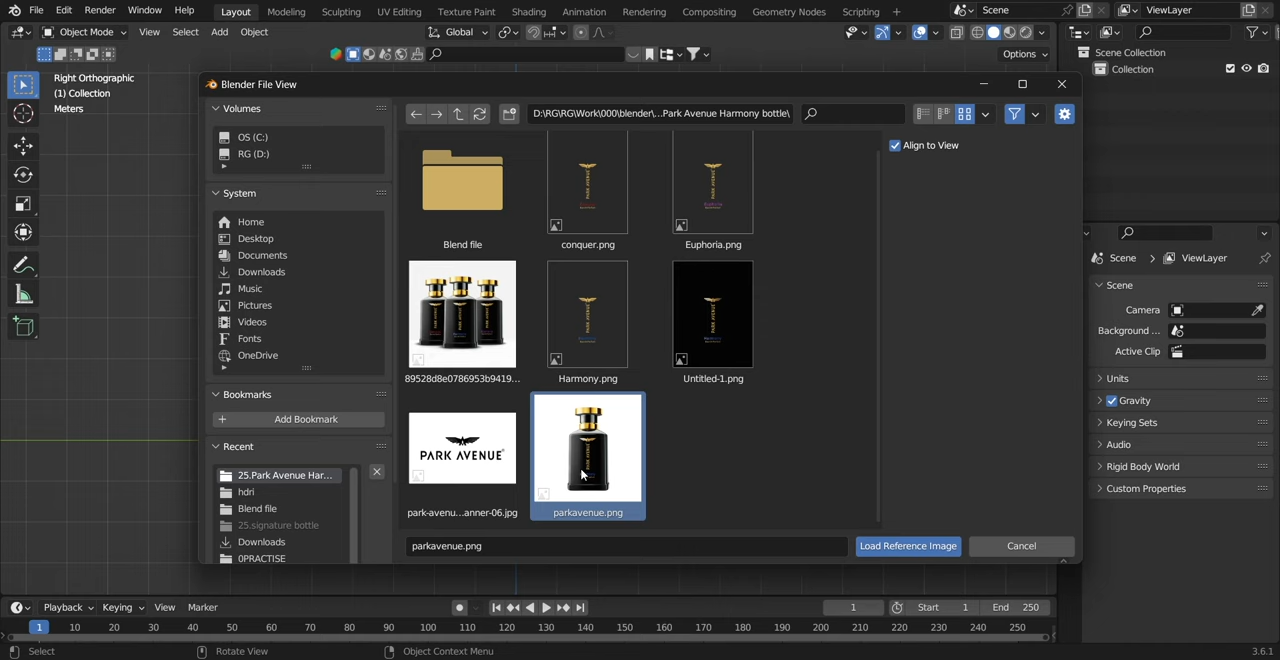 File Edit Render Window Help Layout Modeling Sculpting UV Editing Texture Paint Shading Animation Rendering Compositing Geometry Nodes Scripting + Scene ViewLayer
Object Mode View Select Add Object Global
Options
Right Orthographic
(1) Collection
Meters
Scene Collection
Collection
Blender File View
Volumes
OS (C:)
RG (D:)
System
Home
Desktop
Documents
Downloads
Music
Pictures
Videos
Fonts
OneDrive
Bookmarks
Add Bookmark
Recent
25.Park Avenue Har...
hdri
Blend file
25.signature bottle
Downloads
0PRACTISE
D:\RG\RG\Work\000\blender\...Park Avenue Harmony bottle\
Align to View
Blend file
conquer.png
Euphoria.png
89528d8e0786953b9419...
Harmony.png
Untitled-1.png
PARK AVENUE
park-avenu...anner-06.jpg
parkavenue.png
parkavenue.png
Load Reference Image
Cancel
Scene ViewLayer
Scene
Camera
Background ...
Active Clip
Units
Gravity
Keying Sets
Audio
Rigid Body World
Custom Properties
Playback Keying View Marker
1 Start 1 End 250
1 10 20 30 40 50 60 70 80 90 100 110 120 130 140 150 160 170 180 190 200 210 220 230 240 250
Select Rotate View Object Context Menu 3.6.1